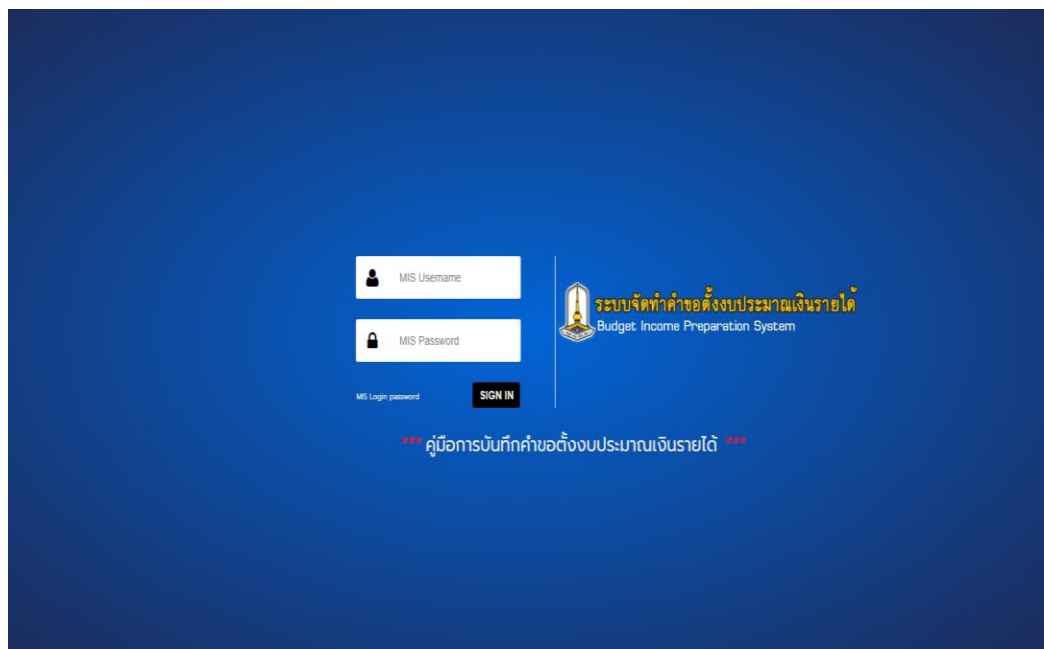 MIS Username
MIS Password
MIS Login password
SIGN IN
ระบบจัดทำคำขอตั้งงบประมาณเงินรายได้
Budget Income Preparation System
*** คู่มือการบันทึกคำขอตั้งงบประมาณเงินรายได้ ***